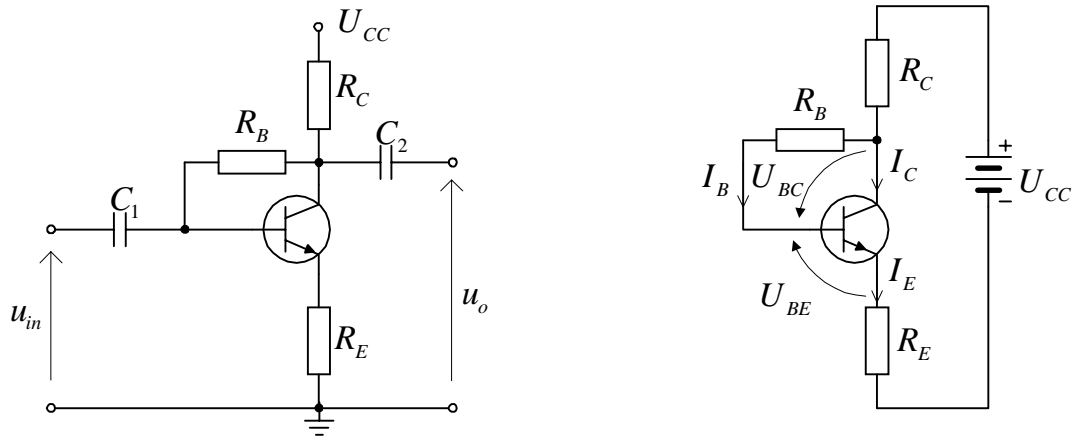 U_CC
R_C
R_B
C_2
C_1
u_in
u_o
R_E
R_C
R_B
I_B
U_BC
I_C
+
U_CC
−
U_BE
I_E
R_E